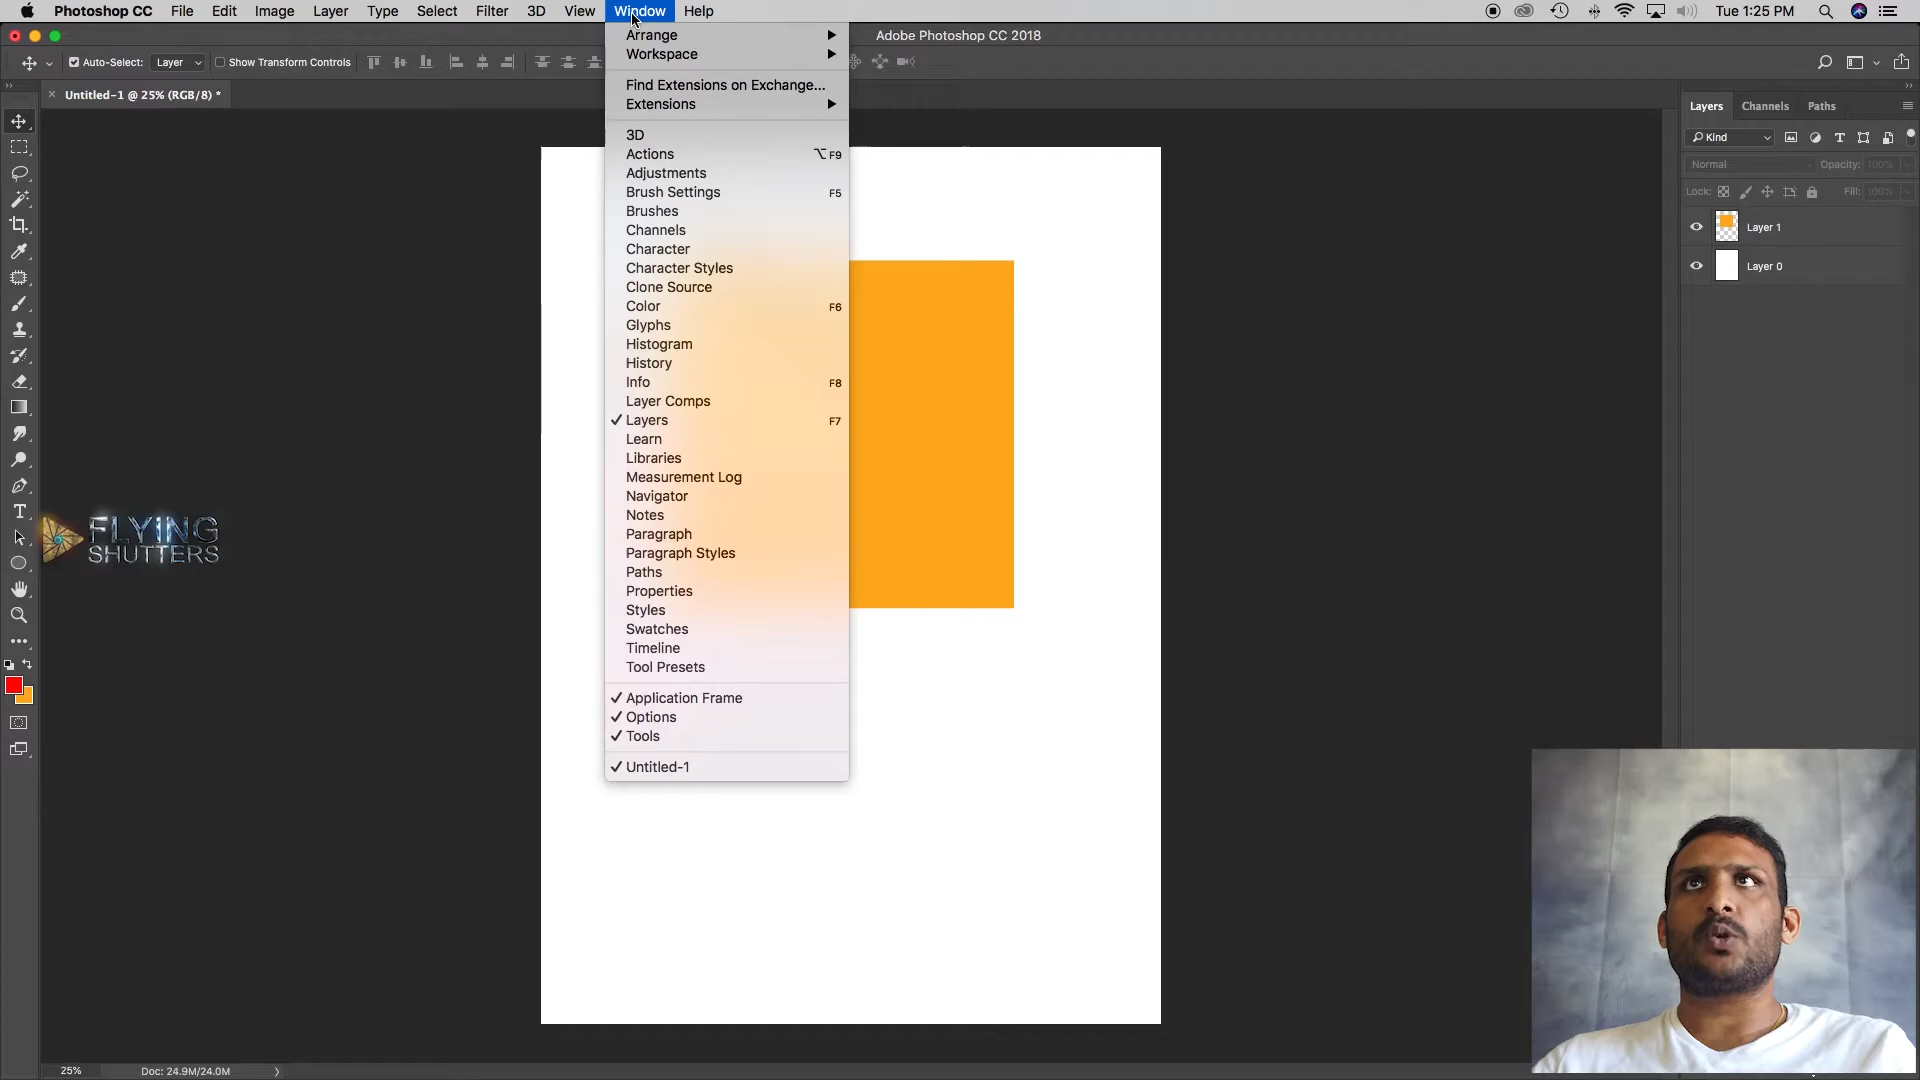 Photoshop CC File Edit Image Layer Type Select Filter 3D View Window Help Tue 1:25 PM
Adobe Photoshop CC 2018
Auto-Select: Layer Show Transform Controls
Untitled-1 @ 25% (RGB/8) *
Arrange
Workspace
Find Extensions on Exchange...
Extensions
3D
Actions ⌥F9
Adjustments
Brush Settings F5
Brushes
Channels
Character
Character Styles
Clone Source
Color F6
Glyphs
Histogram
History
Info F8
Layer Comps
Layers F7
Learn
Libraries
Measurement Log
Navigator
Notes
Paragraph
Paragraph Styles
Paths
Properties
Styles
Swatches
Timeline
Tool Presets
Application Frame
Options
Tools
Untitled-1
Layers Channels Paths
Kind
Normal Opacity: 100%
Lock: Fill: 100%
Layer 1
Layer 0
FLYING
SHUTTERS
25% Doc: 24.9M/24.0M